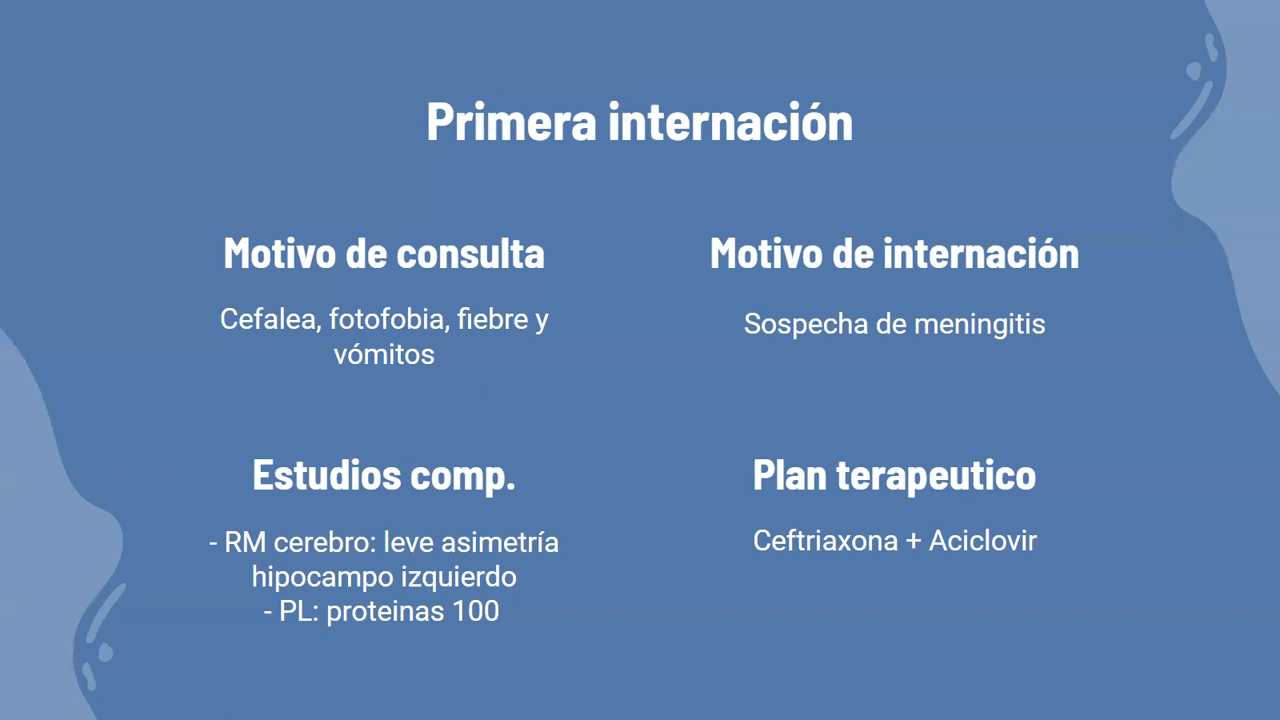 Primera internación
Motivo de consulta
Cefalea, fotofobia, fiebre y
vómitos
Motivo de internación
Sospecha de meningitis
Estudios comp.
- RM cerebro: leve asimetría
hipocampo izquierdo
- PL: proteinas 100
Plan terapeutico
Ceftriaxona + Aciclovir